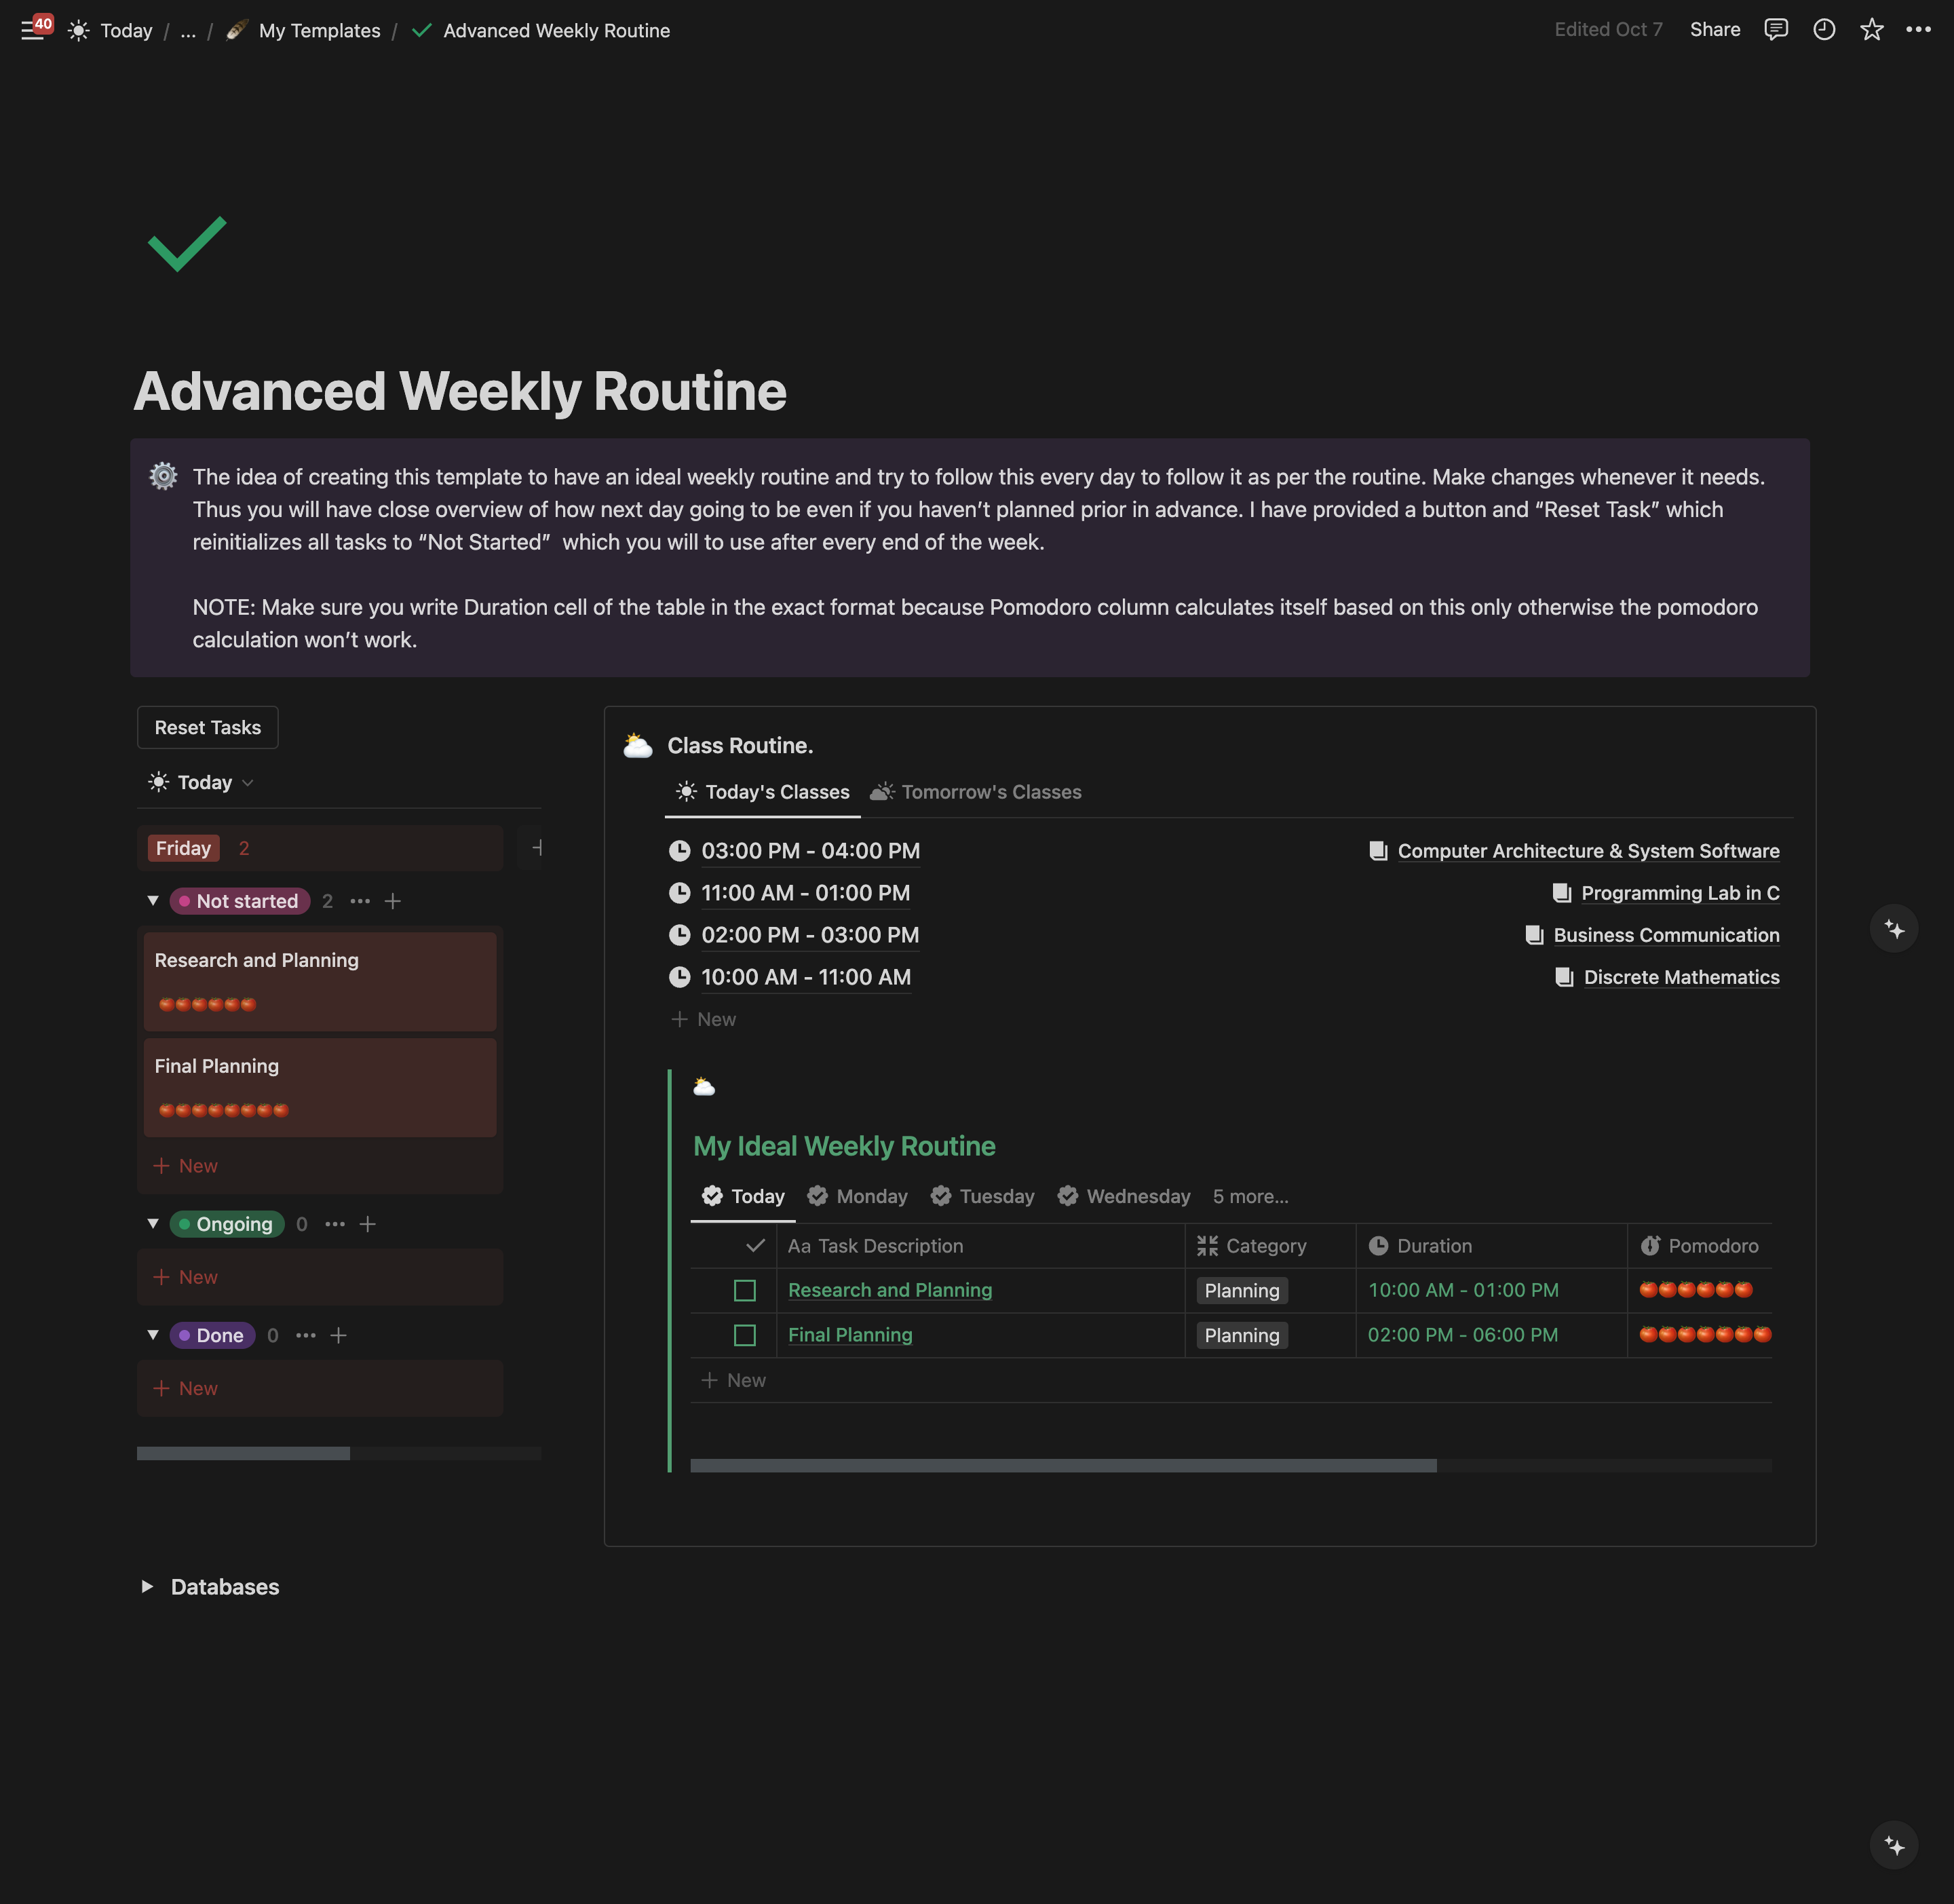 40
Today / ... / My Templates / Advanced Weekly Routine
Edited Oct 7 Share
Advanced Weekly Routine
The idea of creating this template to have an ideal weekly routine and try to follow this every day to follow it as per the routine. Make changes whenever it needs.
Thus you will have close overview of how next day going to be even if you haven’t planned prior in advance. I have provided a button and “Reset Task” which
reinitializes all tasks to “Not Started”  which you will to use after every end of the week.
NOTE: Make sure you write Duration cell of the table in the exact format because Pomodoro column calculates itself based on this only otherwise the pomodoro
calculation won’t work.
Reset Tasks
Today
Friday 2
Not started 2
Research and Planning
Final Planning
New
Ongoing 0
New
Done 0
New
Class Routine.
Today's Classes Tomorrow's Classes
03:00 PM - 04:00 PM Computer Architecture & System Software
11:00 AM - 01:00 PM Programming Lab in C
02:00 PM - 03:00 PM Business Communication
10:00 AM - 11:00 AM Discrete Mathematics
New
My Ideal Weekly Routine
Today Monday Tuesday Wednesday 5 more...
Aa Task Description Category Duration Pomodoro
Research and Planning Planning 10:00 AM - 01:00 PM
Final Planning Planning 02:00 PM - 06:00 PM
New
Databases